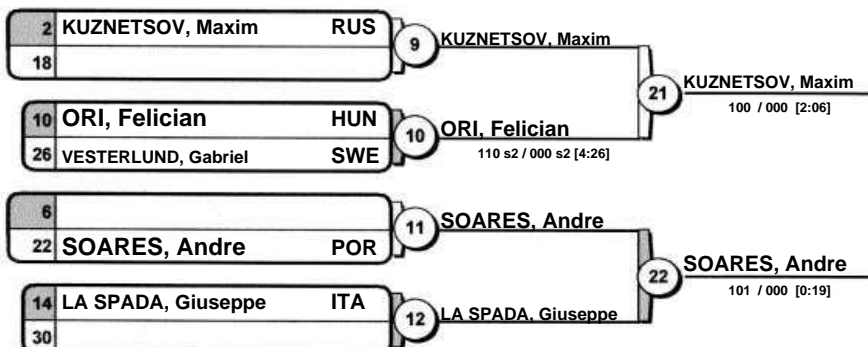 2 KUZNETSOV, Maxim RUS
18
9 KUZNETSOV, Maxim
10 ORI, Felician HUN
26 VESTERLUND, Gabriel SWE
10 ORI, Felician
110 s2 / 000 s2 [4:26]
21 KUZNETSOV, Maxim
100 / 000 [2:06]
6
22 SOARES, Andre POR
11 SOARES, Andre
14 LA SPADA, Giuseppe ITA
30
12 LA SPADA, Giuseppe
22 SOARES, Andre
101 / 000 [0:19]